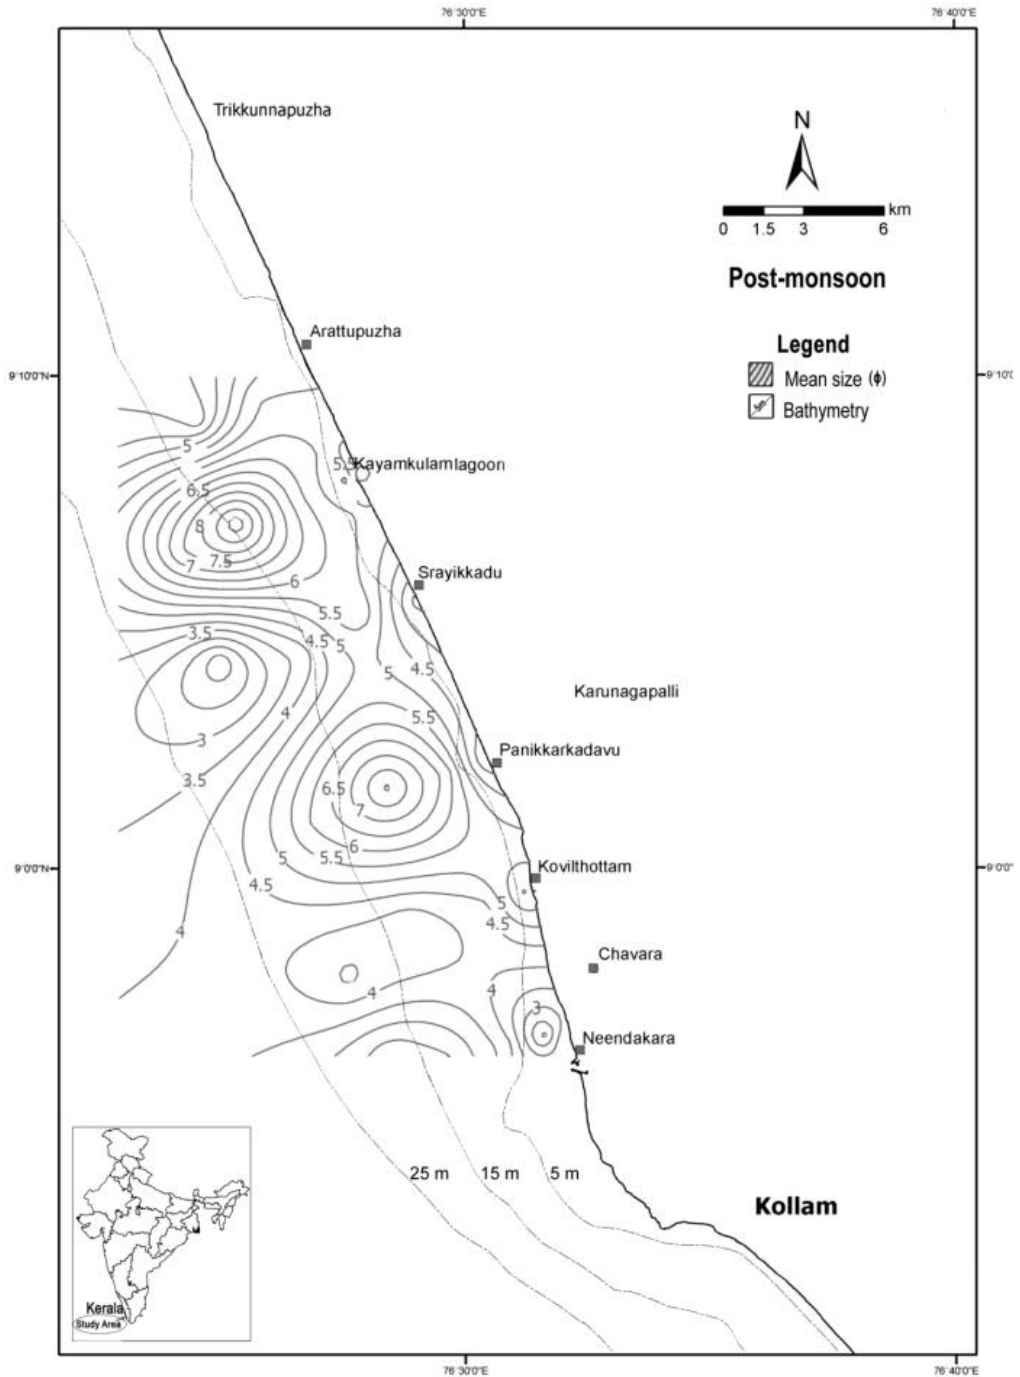 76°30'0"E
76°40'0"E
Trikkunnapuzha
N
km
0 1.5 3 6
Post-monsoon
Arattupuzha
Legend
Mean size (ϕ)
Bathymetry
9°10'0"N
9°10'0
5
5.5
Kayamkulam lagoon
6.5
8
7
7.5
6
Srayikkadu
5.5
3.5
4.5
5
5
4.5
Karunagapalli
4
5.5
3
Panikkarkadavu
3.5
6.5
7
6
5
5.5
9°0'0"N
Kovilthottam
9°0'0"
4.5
5
4.5
4
Chavara
4
4
3
Neendakara
25 m
15 m
5 m
Kollam
Kerala
Study Area
76°30'0"E
76°40'0"E